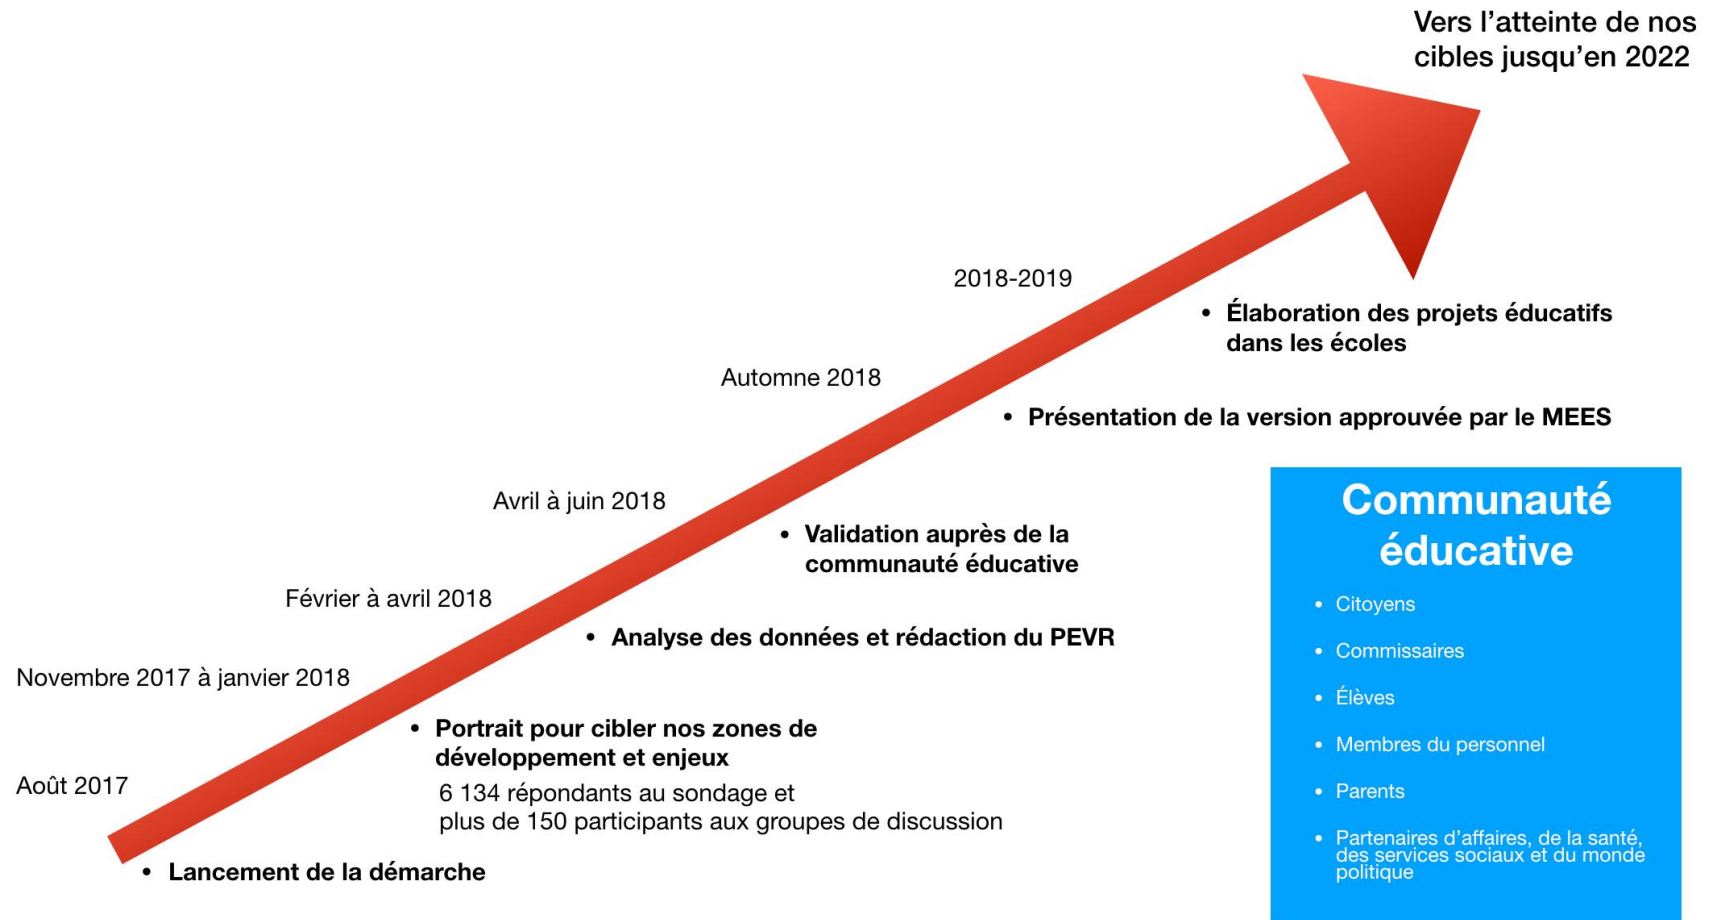 Vers l’atteinte de nos
cibles jusqu’en 2022
2018-2019
• Élaboration des projets éducatifs
dans les écoles
Automne 2018
• Présentation de la version approuvée par le MEES
Avril à juin 2018
• Validation auprès de la
communauté éducative
Février à avril 2018
• Analyse des données et rédaction du PEVR
Novembre 2017 à janvier 2018
• Portrait pour cibler nos zones de
développement et enjeux
6 134 répondants au sondage et
plus de 150 participants aux groupes de discussion
Août 2017
• Lancement de la démarche
Communauté
éducative
• Citoyens
• Commissaires
• Élèves
• Membres du personnel
• Parents
• Partenaires d’affaires, de la santé,
des services sociaux et du monde
politique